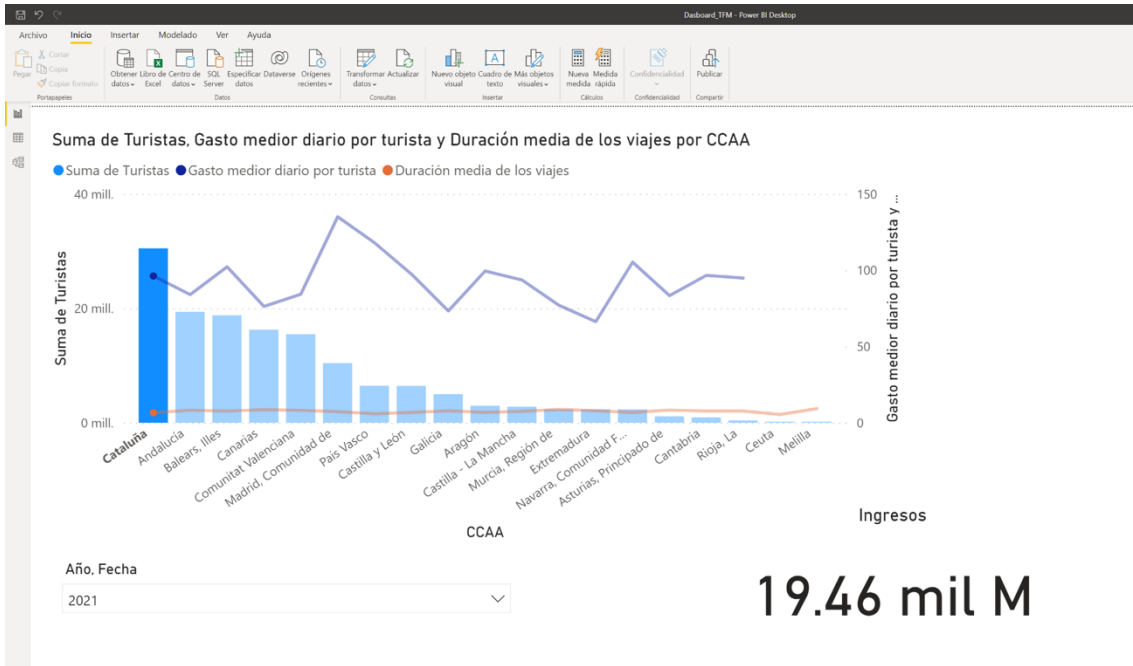 Dasboard_TFM - Power BI Desktop
Archivo Inicio Insertar Modelado Ver Ayuda
Pegar
Cortar
Copia
Copiar formato
Portapapeles
Obtener datos
Libro de Excel
Centro de datos
SQL Server
Especificar datos
Dataverse
Orígenes recientes
Datos
Transformar datos
Actualizar
Consultas
Nuevo objeto visual
Cuadro de texto
Más objetos visuales
Insertar
Nueva medida
Medida rápida
Cálculos
Confidencialidad
Confidencialidad
Publicar
Compartir
Suma de Turistas, Gasto medior diario por turista y Duración media de los viajes por CCAA
Suma de Turistas Gasto medior diario por turista Duración media de los viajes
40 mill.
20 mill.
0 mill.
Suma de Turistas
150
100
50
0
Gasto medior diario por turista y ...
Cataluña
Andalucía
Balears, Illes
Canarias
Comunitat Valenciana
Madrid, Comunidad de
País Vasco
Castilla y León
Galicia
Aragón
Castilla - La Mancha
Murcia, Región de
Extremadura
Navarra, Comunidad F...
Asturias, Principado de
Cantabria
Rioja, La
Ceuta
Melilla
CCAA
Ingresos
19.46 mil M
Año, Fecha
2021